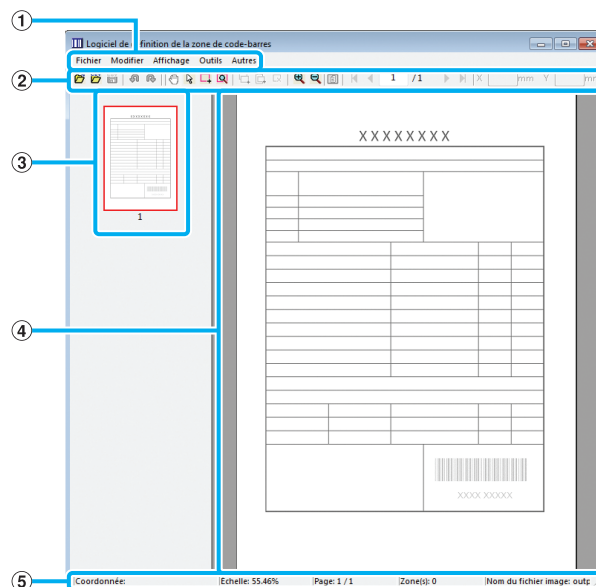 1
Logiciel de définition de la zone de code-barres
Fichier Modifier Affichage Outils Autres
2
1 /1 X mm Y mm
3
1
XXXXXXXX
4
XXXX XXXXX
5
Coordonnée: Echelle: 55.46% Page: 1 / 1 Zone(s): 0 Nom du fichier image: outp